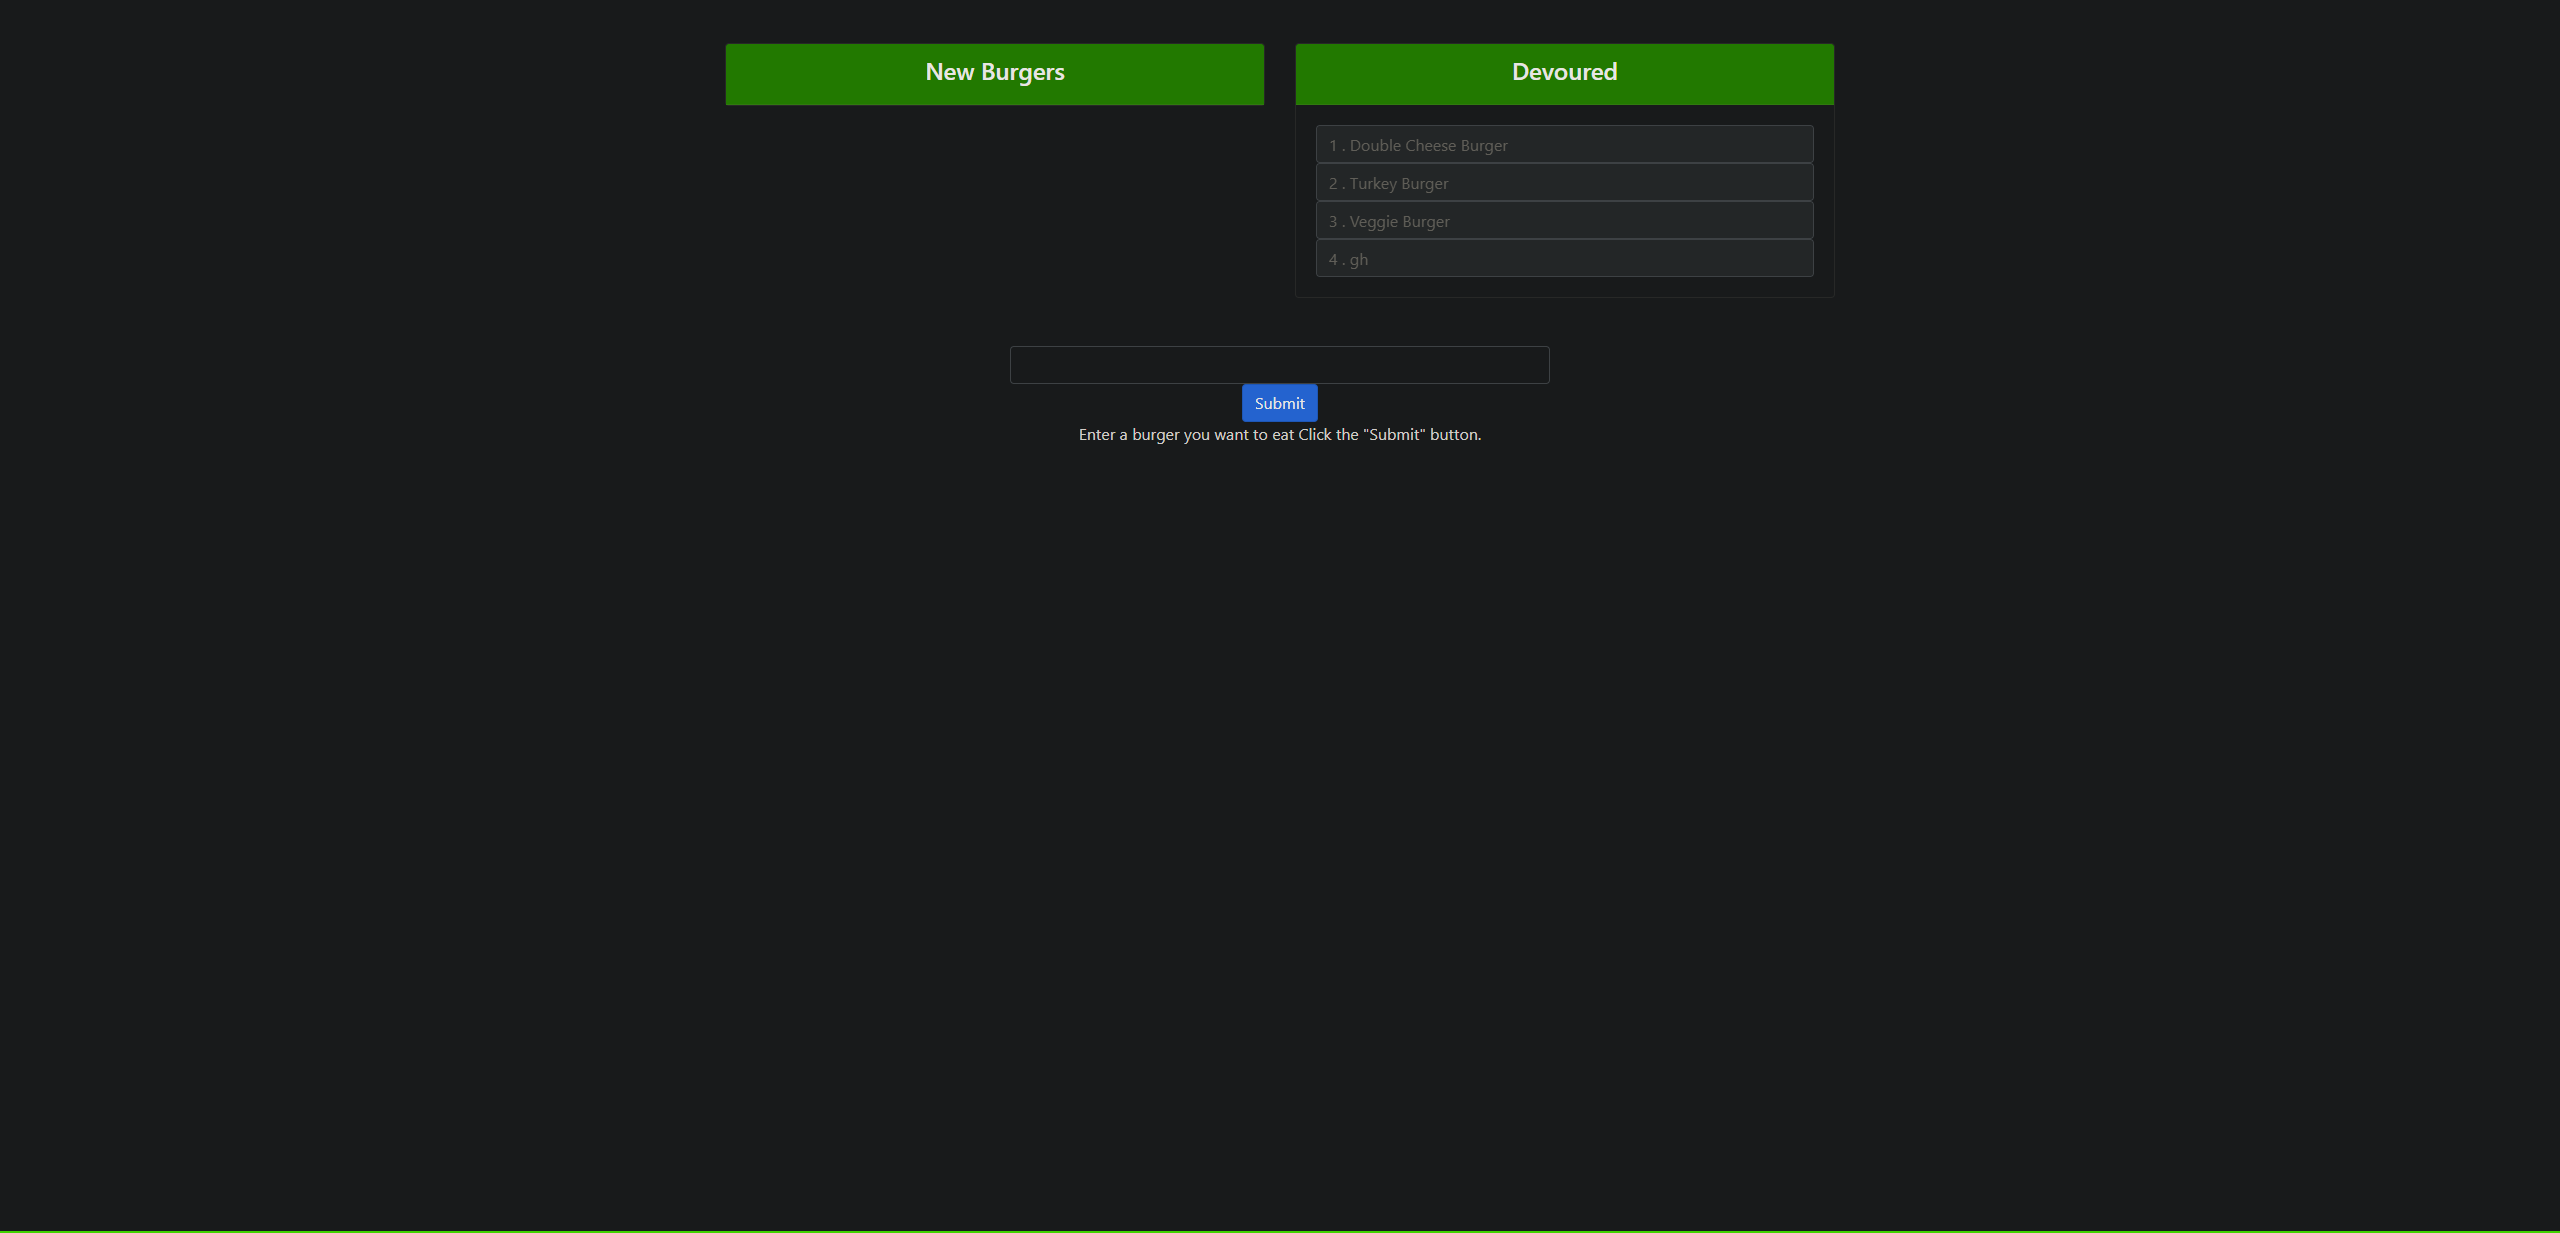 New Burgers
Devoured
1 . Double Cheese Burger
2 . Turkey Burger
3 . Veggie Burger
4 . gh
Submit
Enter a burger you want to eat Click the "Submit" button.